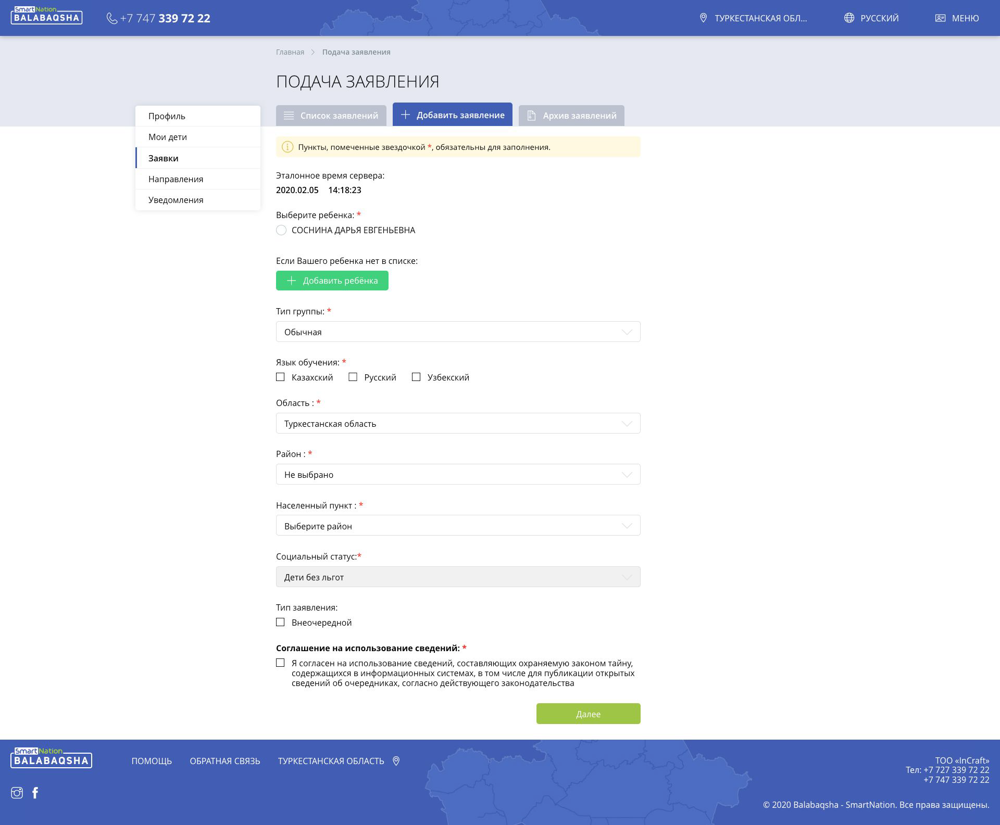 SmartNation
BALABAQSHA
+7 747 339 72 22
ТУРКЕСТАНСКАЯ ОБЛ...
РУССКИЙ
МЕНЮ
Главная
Подача заявления
ПОДАЧА ЗАЯВЛЕНИЯ
Профиль
Мои дети
Заявки
Направления
Уведомления
Список заявлений
Добавить заявление
Архив заявлений
Пункты, помеченные звездочкой *, обязательны для заполнения.
Эталонное время сервера:
2020.02.05 14:18:23
Выберите ребенка: *
СОСНИНА ДАРЬЯ ЕВГЕНЬЕВНА
Если Вашего ребенка нет в списке:
Добавить ребёнка
Тип группы: *
Обычная
Язык обучения: *
Казахский Русский Узбекский
Область : *
Туркестанская область
Район : *
Не выбрано
Населенный пункт : *
Выберите район
Социальный статус:*
Дети без льгот
Тип заявления:
Внеочередной
Соглашение на использование сведений: *
Я согласен на использование сведений, составляющих охраняемую законом тайну,
содержащихся в информационных системах, в том числе для публикации открытых
сведений об очередниках, согласно действующего законодательства
Далее
SmartNation
BALABAQSHA
ПОМОЩЬ
ОБРАТНАЯ СВЯЗЬ
ТУРКЕСТАНСКАЯ ОБЛАСТЬ
ТОО «InCraft»
Тел: +7 727 339 72 22
+7 747 339 72 22
© 2020 Balabaqsha - SmartNation. Все права защищены.